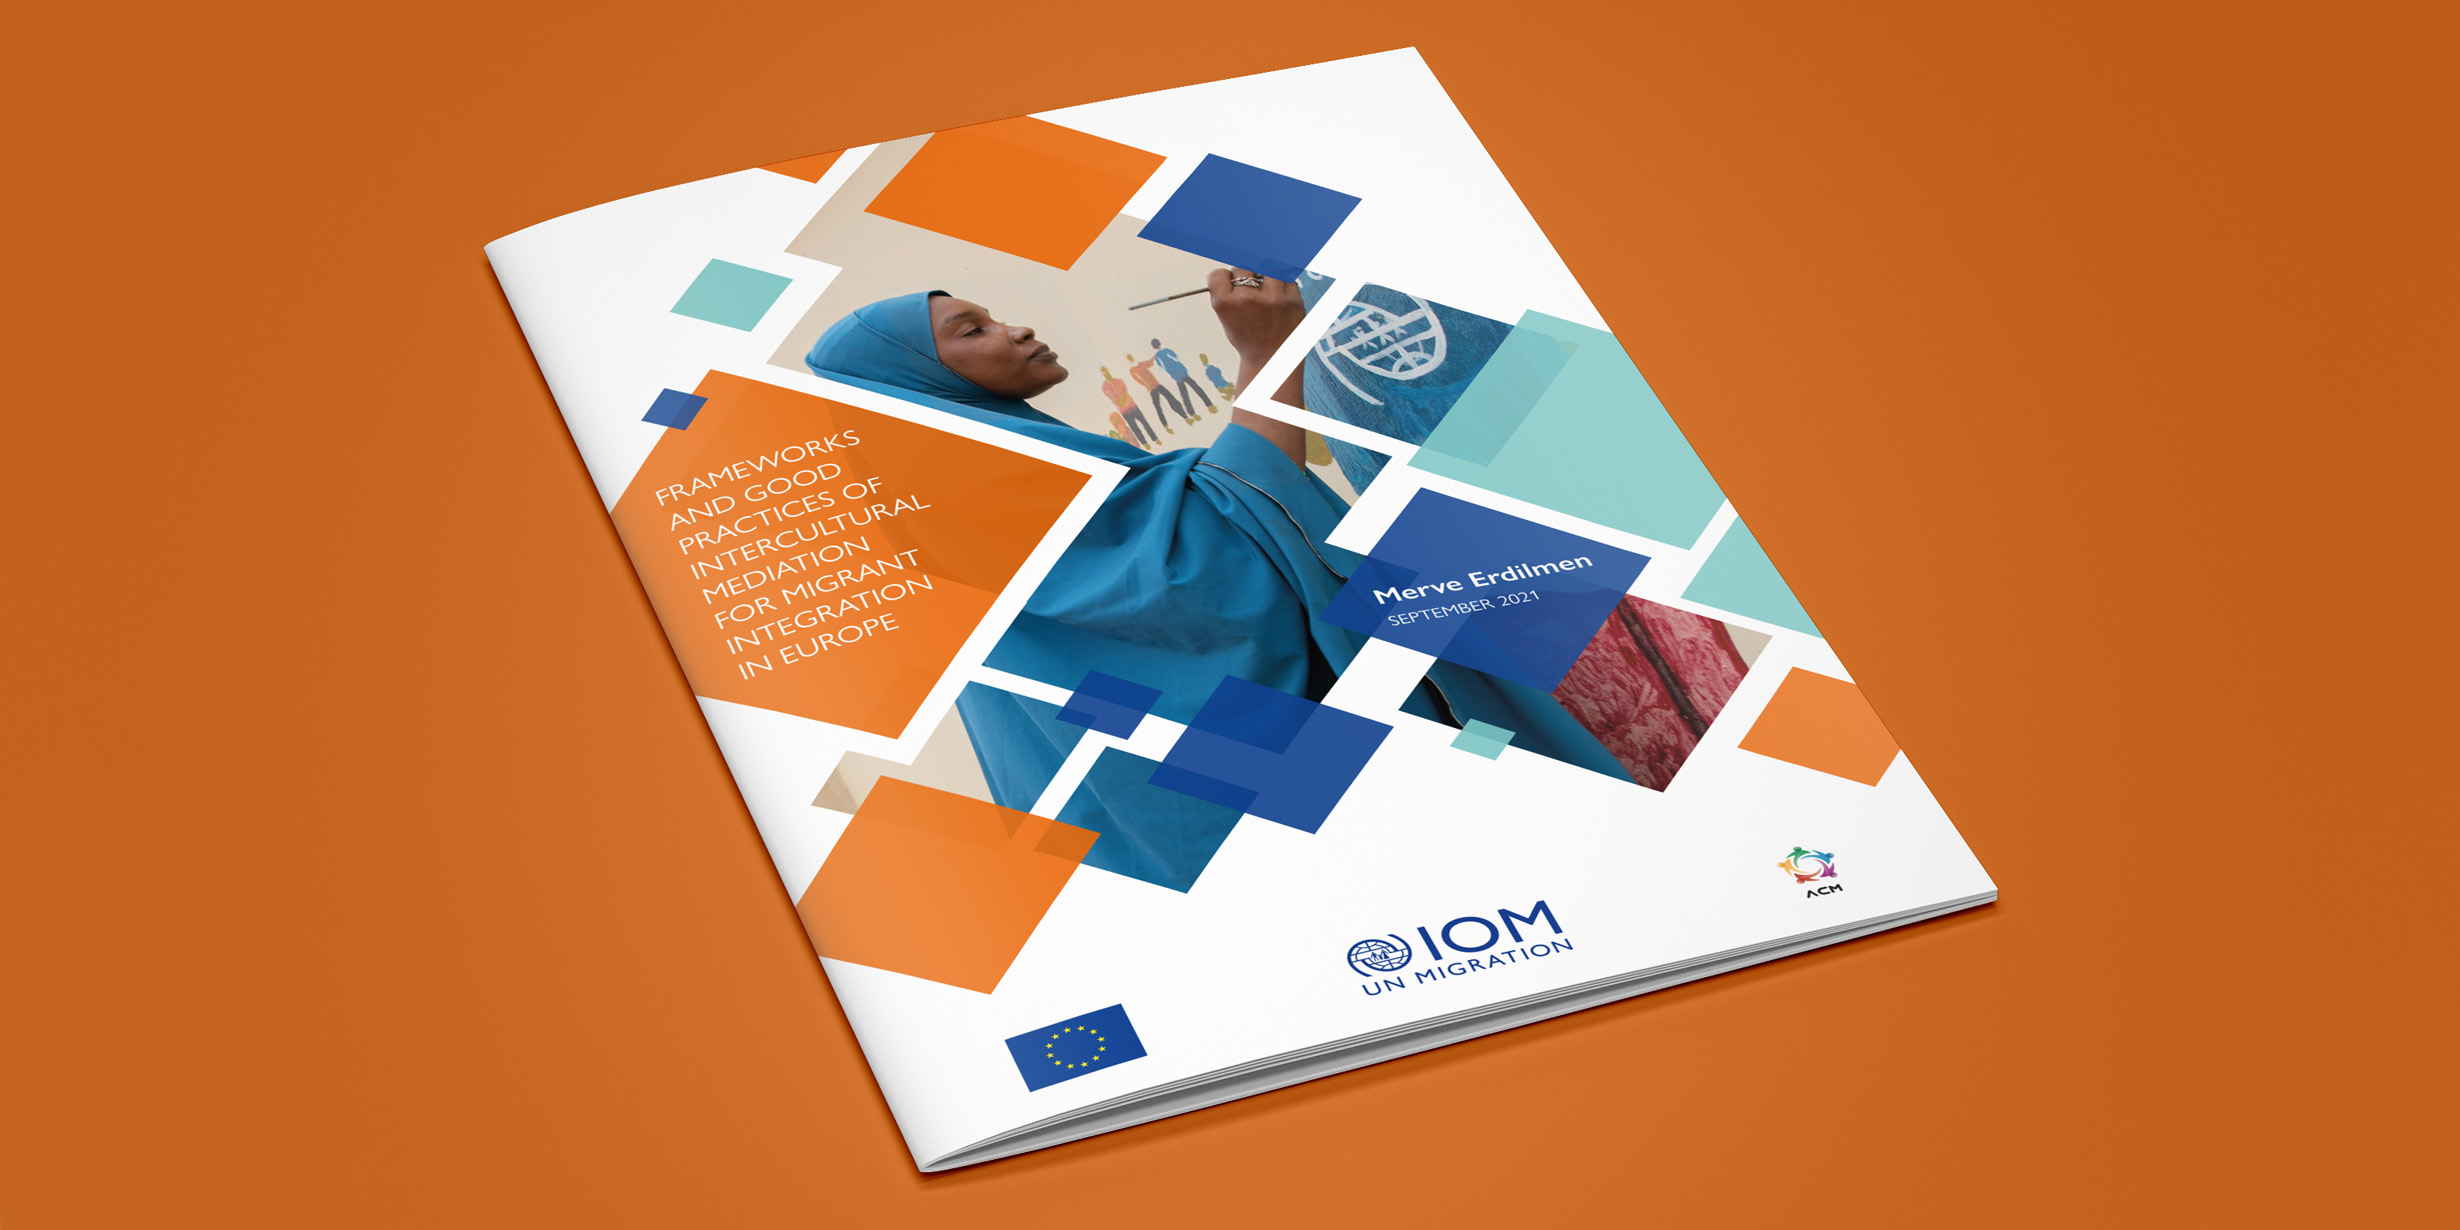 FRAMEWORKS
AND GOOD
PRACTICES OF
INTERCULTURAL
MEDIATION
FOR MIGRANT
INTEGRATION
IN EUROPE
Merve Erdilmen
SEPTEMBER 2021
ACM
IOM
UN MIGRATION